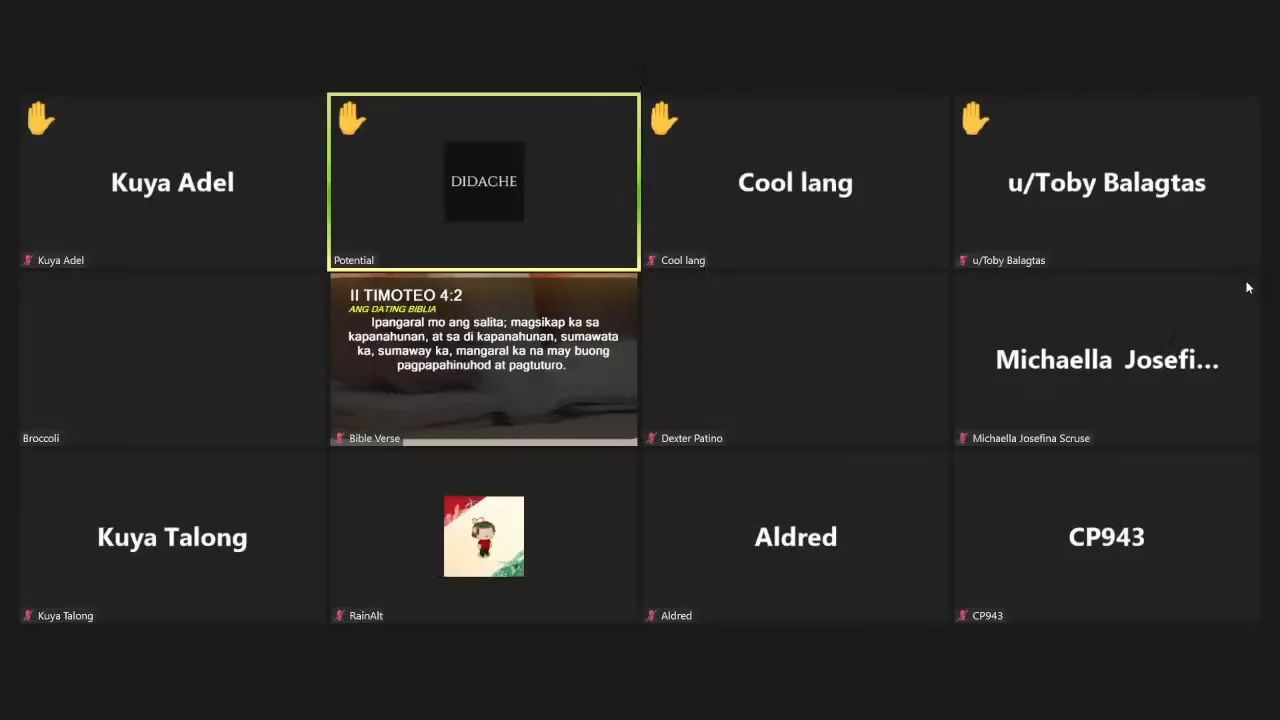 Kuya Adel
Kuya Adel
DIDACHE
Potential
Cool lang
Cool lang
u/Toby Balagtas
u/Toby Balagtas
Broccoli
II TIMOTEO 4:2
ANG DATING BIBLIA
Ipangaral mo ang salita; magsikap ka sa
kapanahunan, at sa di kapanahunan, sumawata
ka, sumaway ka, mangaral ka na may buong
pagpapahinuhod at pagtuturo.
Bible Verse
Dexter Patino
Michaella Josefi...
Michaella Josefina Scruse
Kuya Talong
Kuya Talong
RainAlt
Aldred
Aldred
CP943
CP943